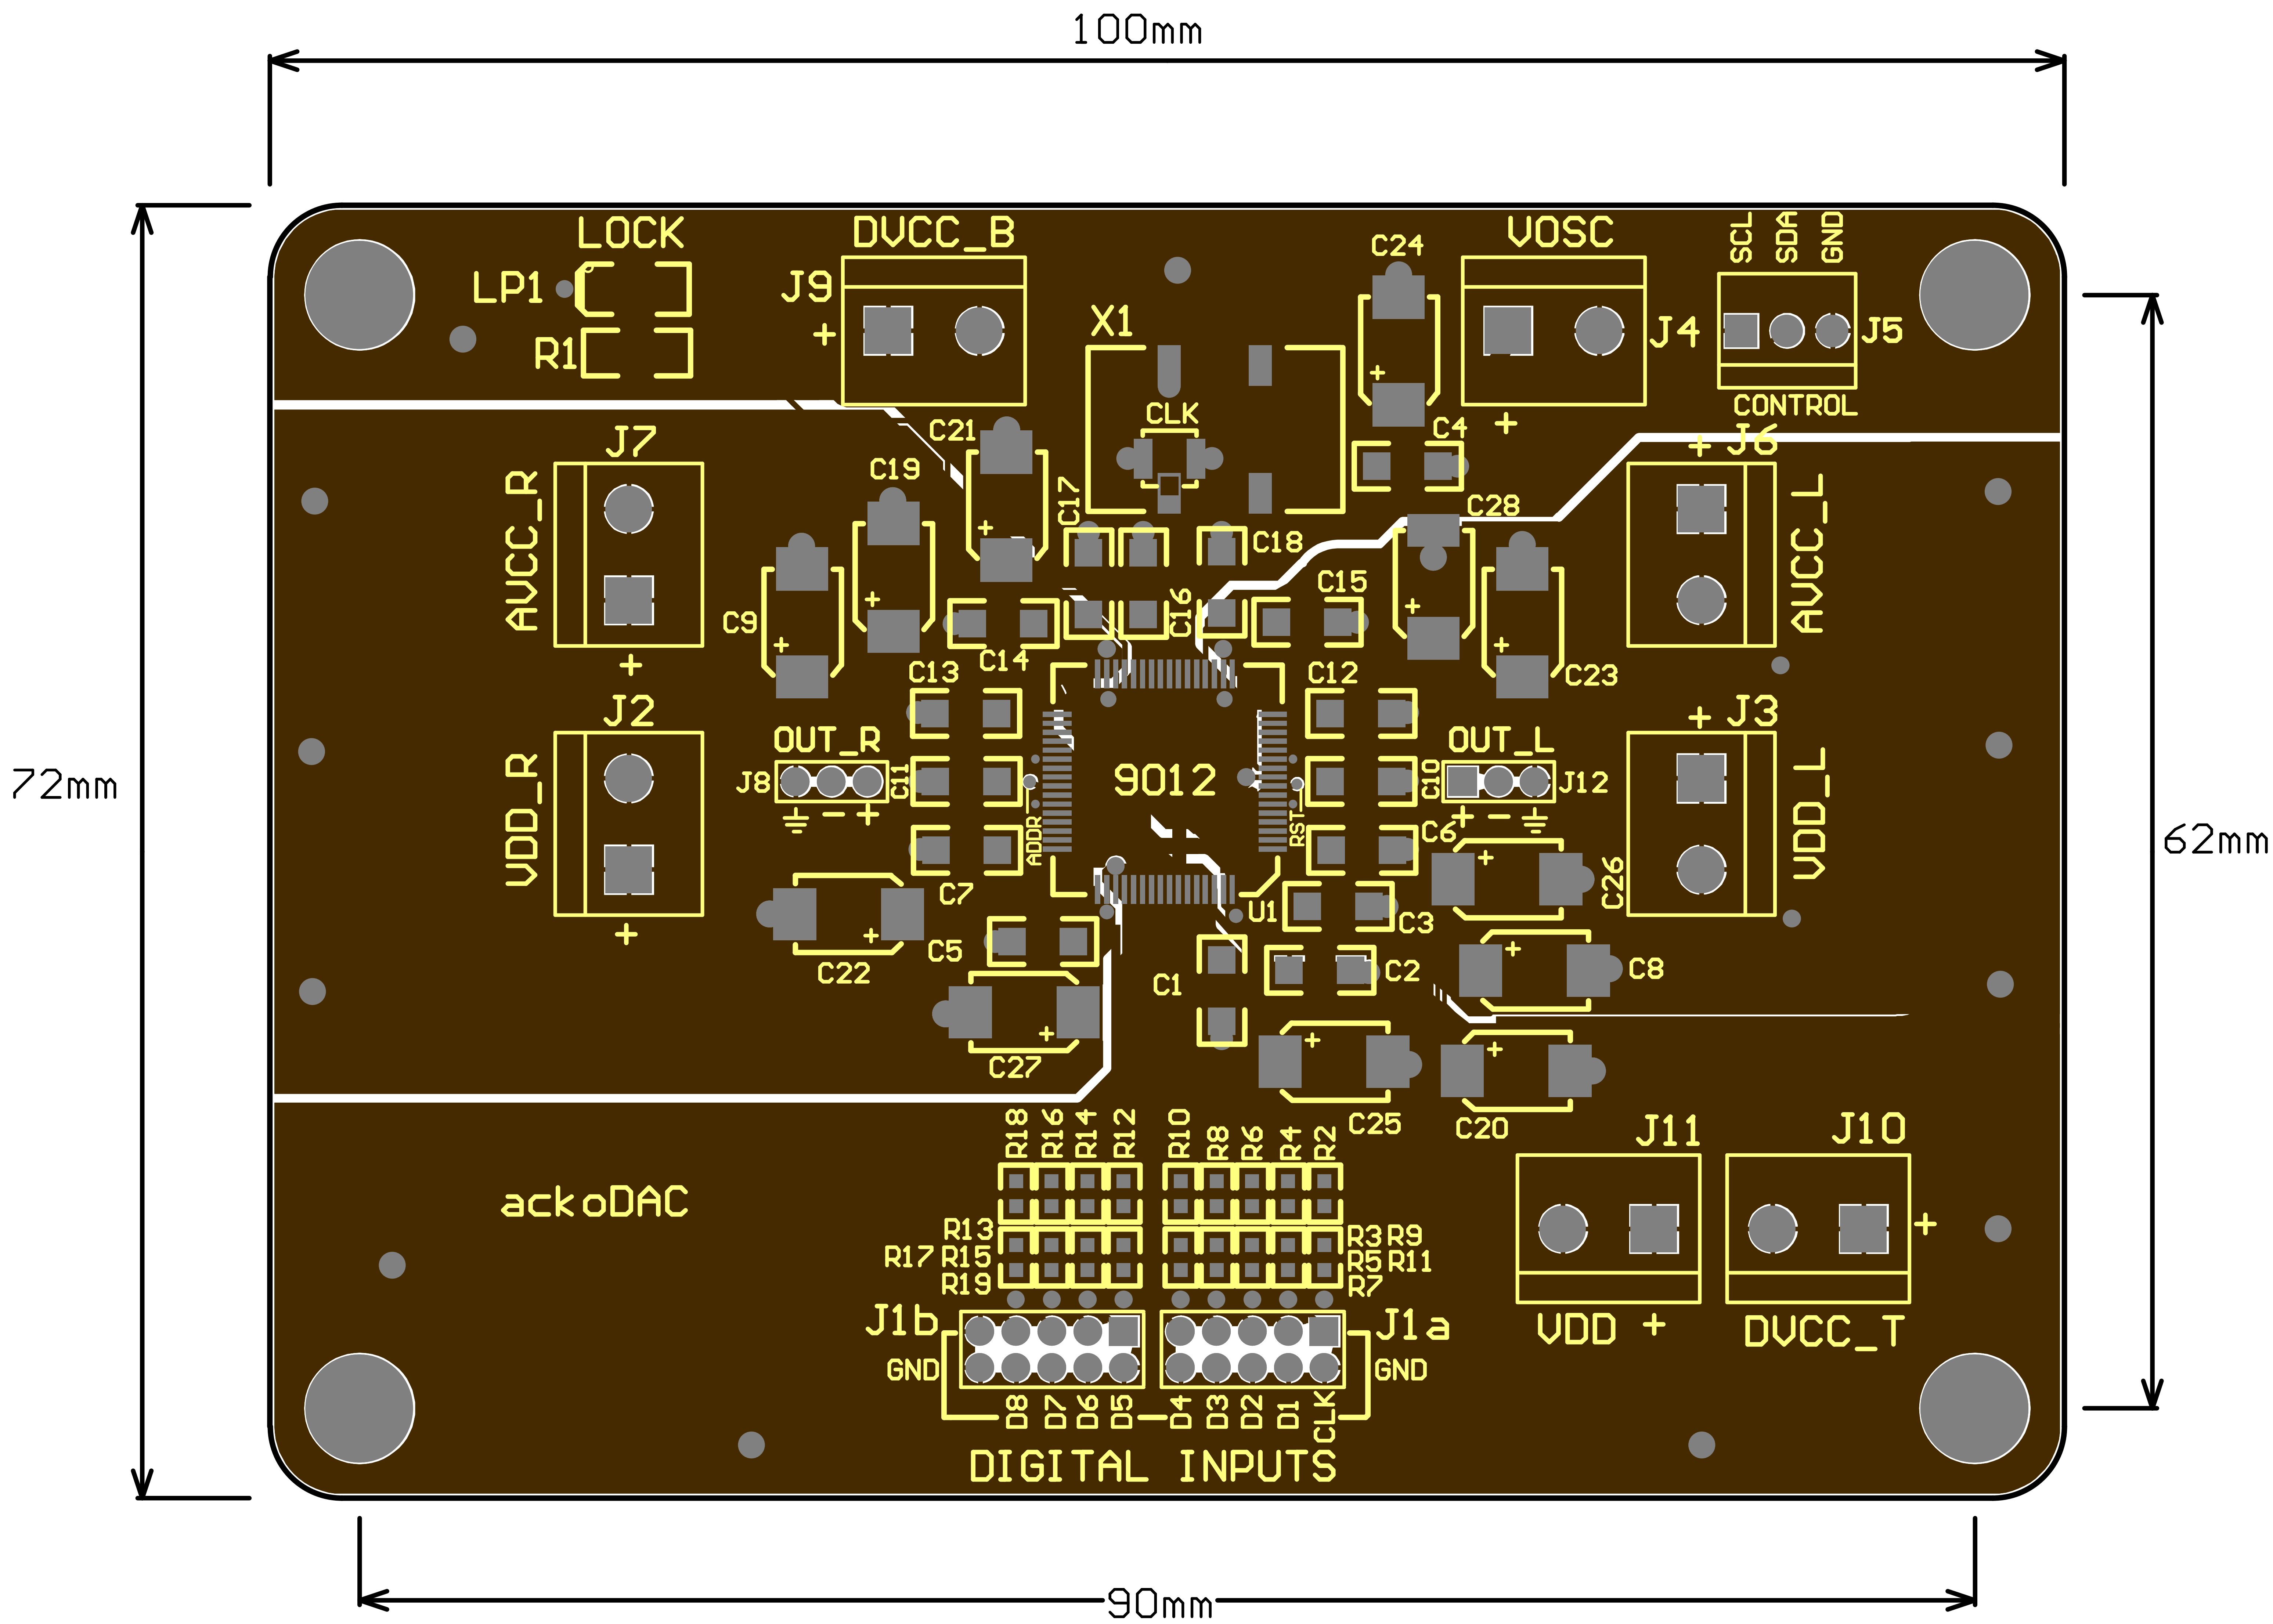 100mm
LOCK
DVCC_B
VOSC
SCL
SDA
GND
C24
LP1
J9
+
X1
J4
J5
R1
+
CLK
CONTROL
+
J7
C21
C4
+ J6
C19
C17
C28
AVCC_R
AVCC_L
+
C18
C15
C16
+
+
C9
+
+
+
C14
C13
C12
C23
J2
+ J3
OUT_R
OUT_L
72mm
VDD_R
J8
C11
9012
C10
J12
VDD_L
- +
+ -
ADDR
RST
C6
62mm
+
C26
C7
U1
C3
+
+
C5
C22
C1
C2
+
C8
+
+
+
C27
C25
C20
R18
R16
R14
R12
R10
R8
R6
R4
R2
J11
J10
ackoDAC
R13
R3 R9
+
R17 R15
R5 R11
R19
R7
J1b
J1a
VDD +
DVCC_T
GND
GND
D8
D7
D6
D5
D4
D3
D2
D1
CLK
DIGITAL INPUTS
90mm